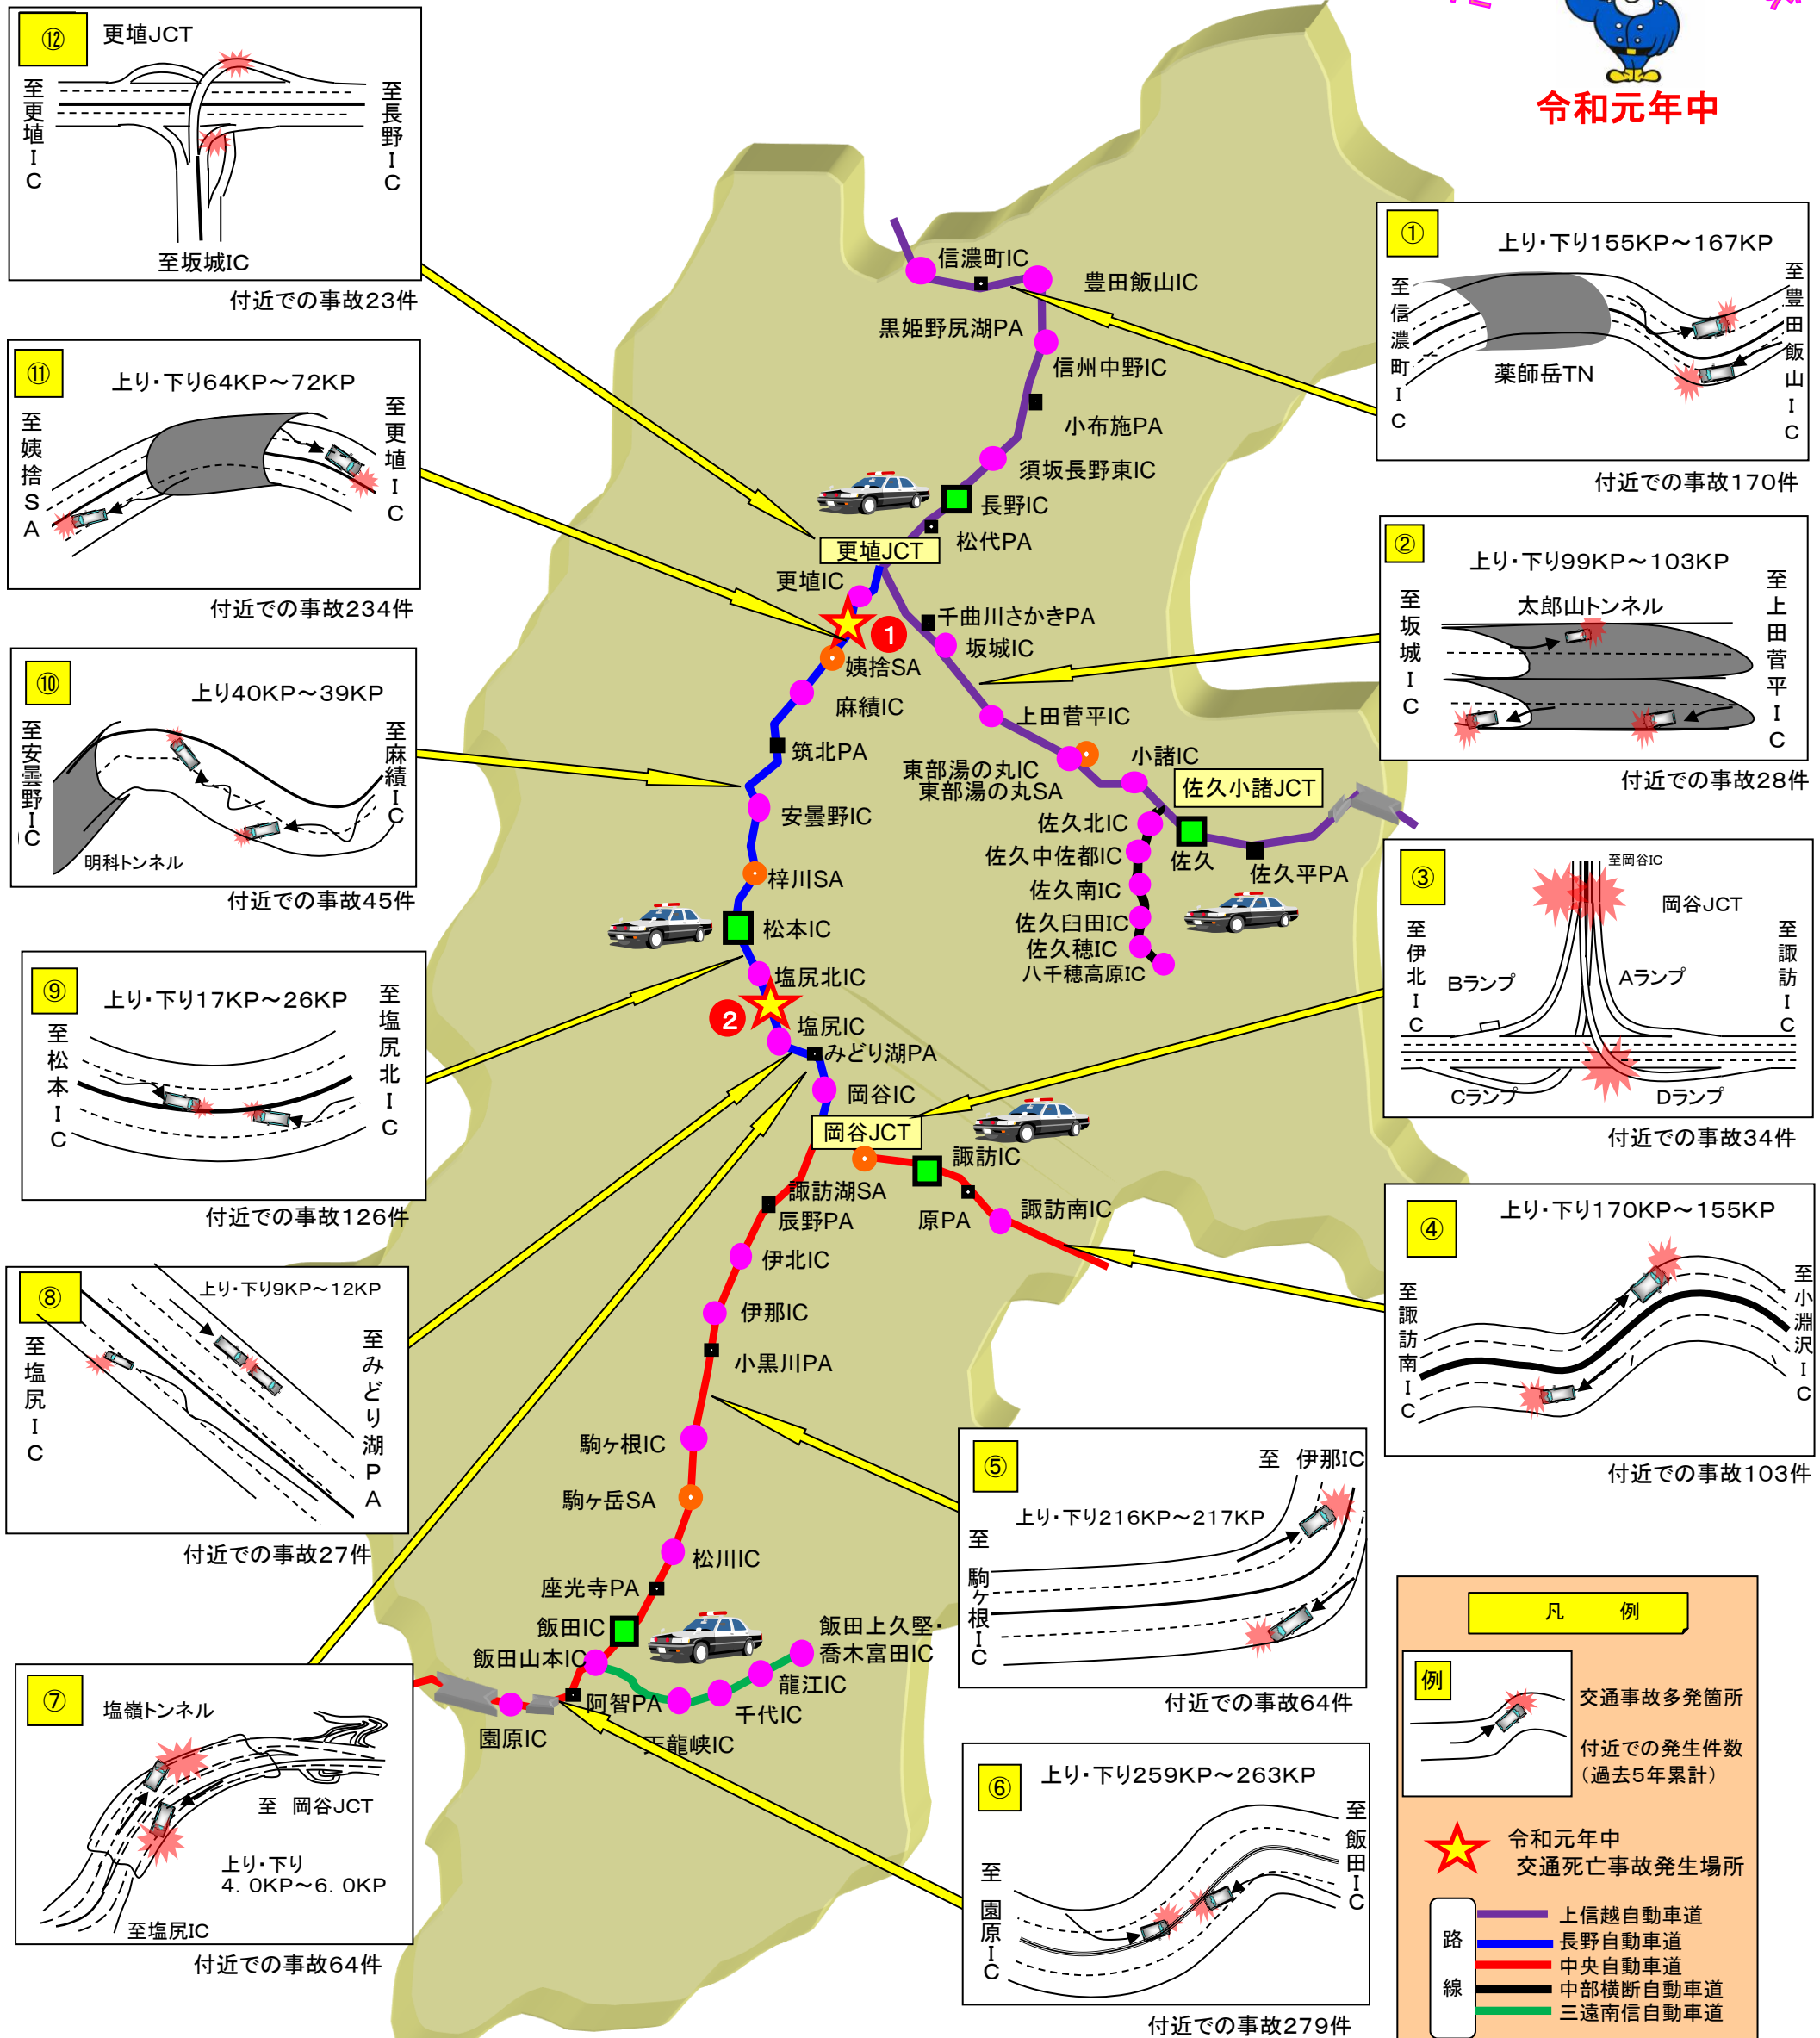 令和元年中
⑫
更埴JCT
至更埴IC
至長野IC
至坂城IC
付近での事故23件
⑪
上り・下り64KP～72KP
至姨捨SA
至更埴IC
付近での事故234件
⑩
上り40KP～39KP
至安曇野IC
至麻績IC
明科トンネル
付近での事故45件
⑨
上り・下り17KP～26KP
至松本IC
至塩尻北IC
付近での事故126件
⑧
上り・下り9KP～12KP
至塩尻IC
至みどり湖PA
付近での事故27件
⑦
塩嶺トンネル
至 岡谷JCT
上り・下り
4．0KP～6．0KP
至塩尻IC
付近での事故64件
信濃町IC
豊田飯山IC
黒姫野尻湖PA
信州中野IC
小布施PA
須坂長野東IC
長野IC
松代PA
更埴JCT
更埴IC
千曲川さかきPA
1
坂城IC
姨捨SA
麻績IC
上田菅平IC
筑北PA
小諸IC
東部湯の丸IC
東部湯の丸SA
佐久小諸JCT
安曇野IC
佐久北IC
佐久中佐都IC
佐久
佐久平PA
梓川SA
佐久南IC
佐久臼田IC
松本IC
佐久穂IC
八千穂高原IC
塩尻北IC
2
塩尻IC
みどり湖PA
岡谷IC
岡谷JCT
諏訪IC
諏訪湖SA
辰野PA
原PA
諏訪南IC
伊北IC
伊那IC
小黒川PA
駒ヶ根IC
駒ヶ岳SA
松川IC
座光寺PA
飯田IC
飯田上久堅・
喬木富田IC
飯田山本IC
龍江IC
阿智PA
千代IC
園原IC
天龍峡IC
①
上り・下り155KP～167KP
至信濃町IC
至豊田飯山IC
薬師岳TN
付近での事故170件
②
上り・下り99KP～103KP
太郎山トンネル
至坂城IC
至上田菅平IC
付近での事故28件
③
至岡谷IC
岡谷JCT
至伊北IC
至諏訪IC
Bランプ
Aランプ
Cランプ
Dランプ
付近での事故34件
④
上り・下り170KP～155KP
至諏訪南IC
至小淵沢IC
付近での事故103件
⑤
至 伊那IC
上り・下り216KP～217KP
至 駒ヶ根IC
付近での事故64件
⑥
上り・下り259KP～263KP
至 園原IC
至飯田IC
付近での事故279件
凡 例
例
交通事故多発箇所
付近での発生件数
（過去5年累計）
令和元年中
交通死亡事故発生場所
路線
上信越自動車道
長野自動車道
中央自動車道
中部横断自動車道
三遠南信自動車道